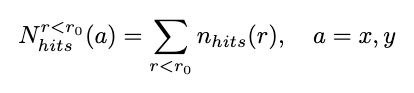 $N_{hits}^{r<r_0}(a) = \sum_{r<r_0} n_{hits}(r), \quad a = x, y$